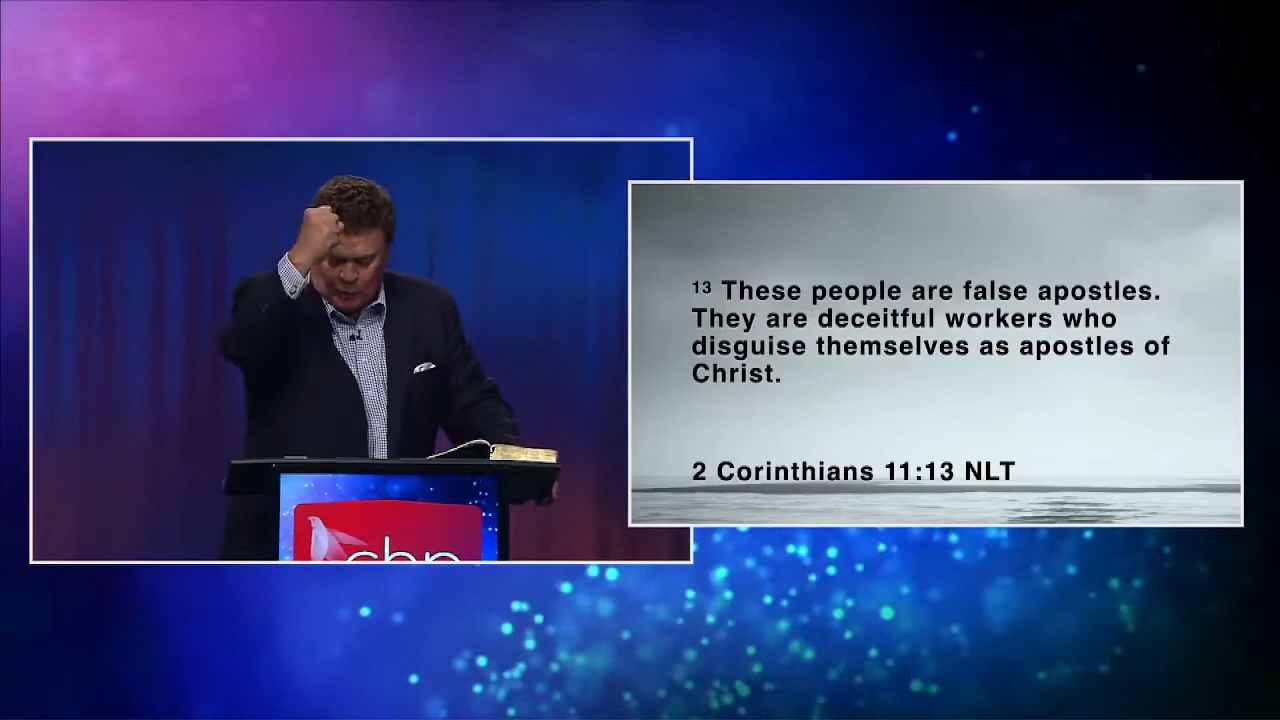 cbn
¹³ These people are false apostles.
They are deceitful workers who
disguise themselves as apostles of
Christ.
2 Corinthians 11:13 NLT